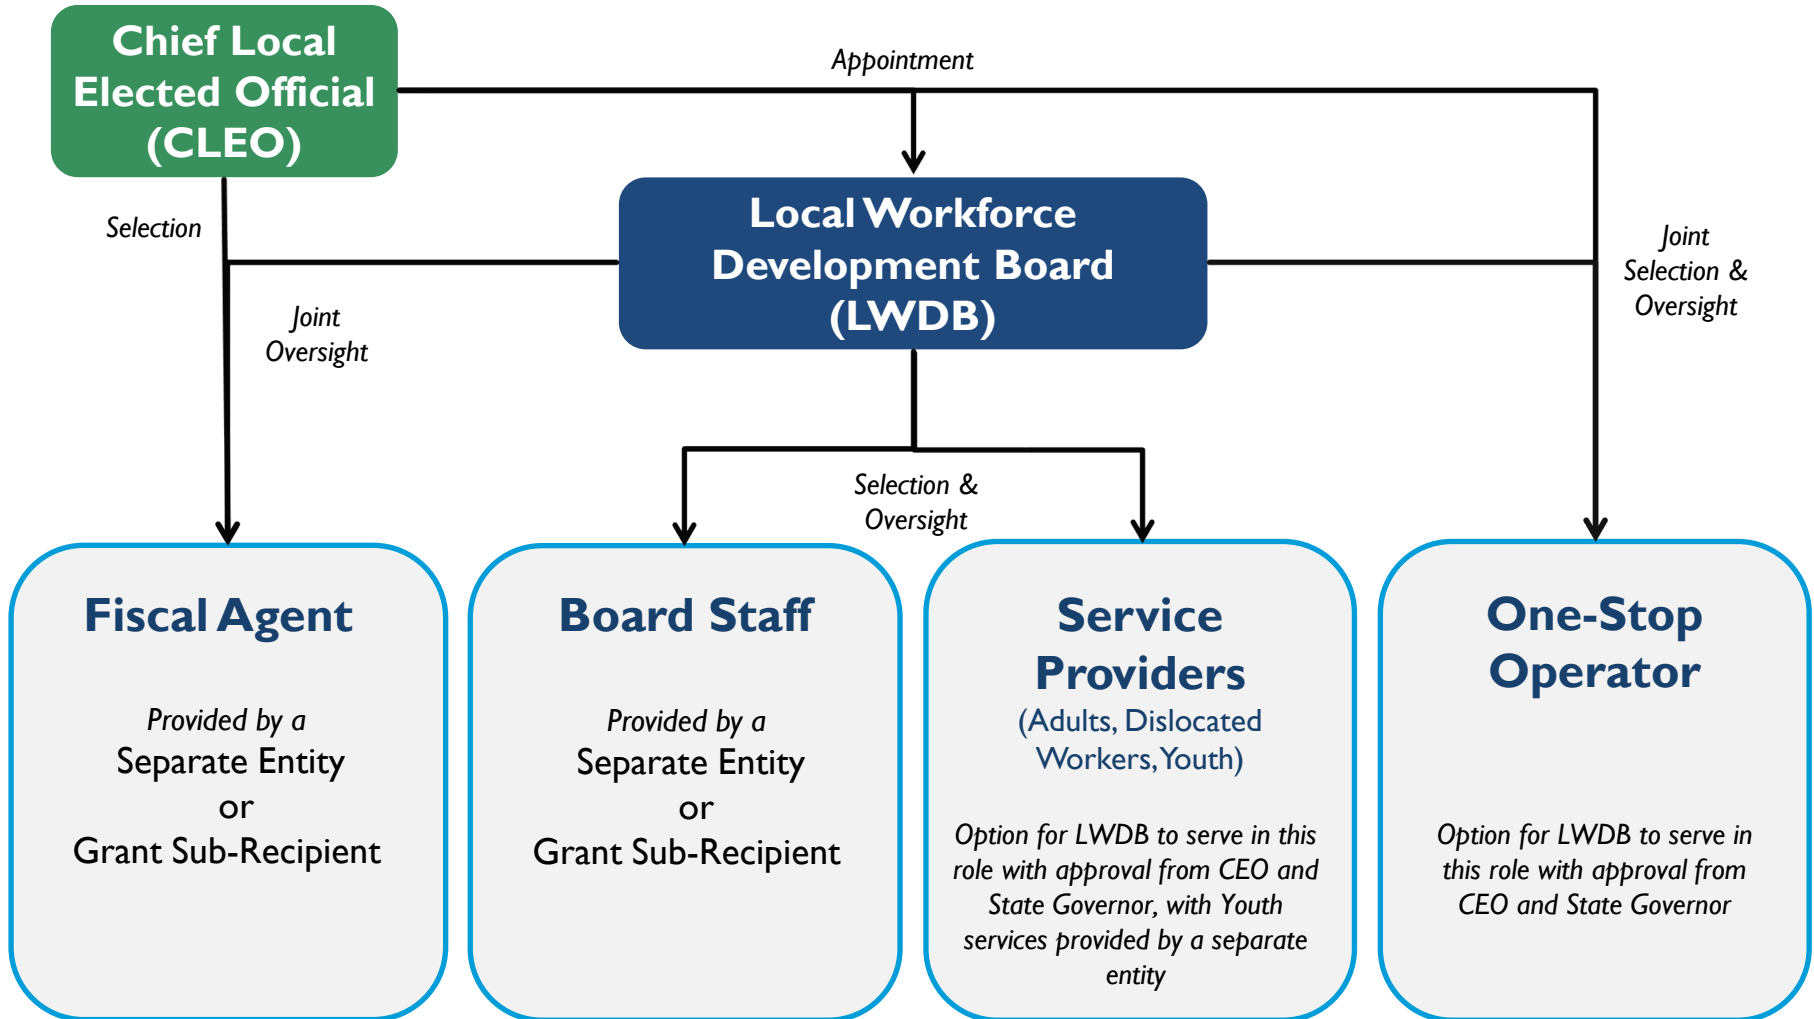 Chief Local
Elected Official
(CLEO)
Appointment
Selection
Local Workforce
Development Board
(LWDB)
Joint
Selection &
Oversight
Joint
Oversight
Selection &
Oversight
Fiscal Agent
Provided by a
Separate Entity
or
Grant Sub-Recipient
Board Staff
Provided by a
Separate Entity
or
Grant Sub-Recipient
Service
Providers
(Adults, Dislocated
Workers, Youth)
Option for LWDB to serve in this
role with approval from CEO and
State Governor, with Youth
services provided by a separate
entity
One-Stop
Operator
Option for LWDB to serve in
this role with approval from
CEO and State Governor